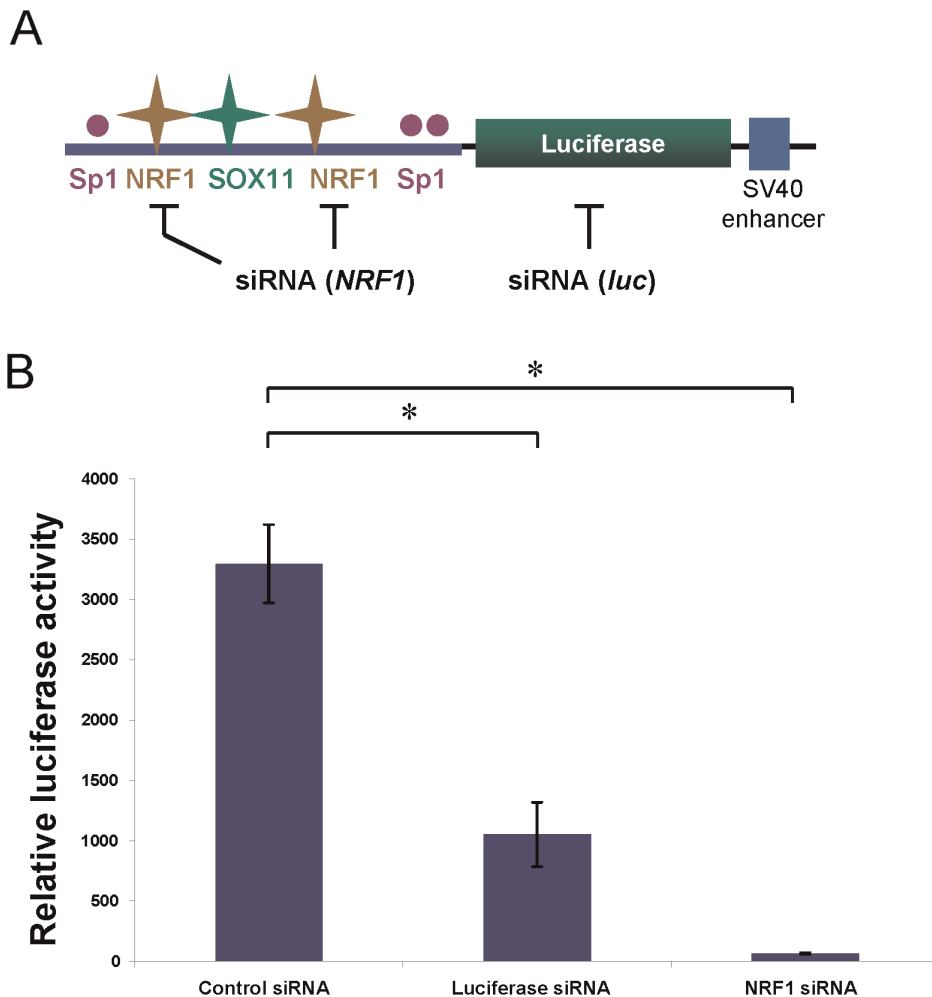 A
Luciferase
Sp1 NRF1 SOX11 NRF1 Sp1
SV40
enhancer
siRNA (NRF1)
siRNA (luc)
B
*
*
Relative luciferase activity
4000
3500
3000
2500
2000
1500
1000
500
0
Control siRNA
Luciferase siRNA
NRF1 siRNA